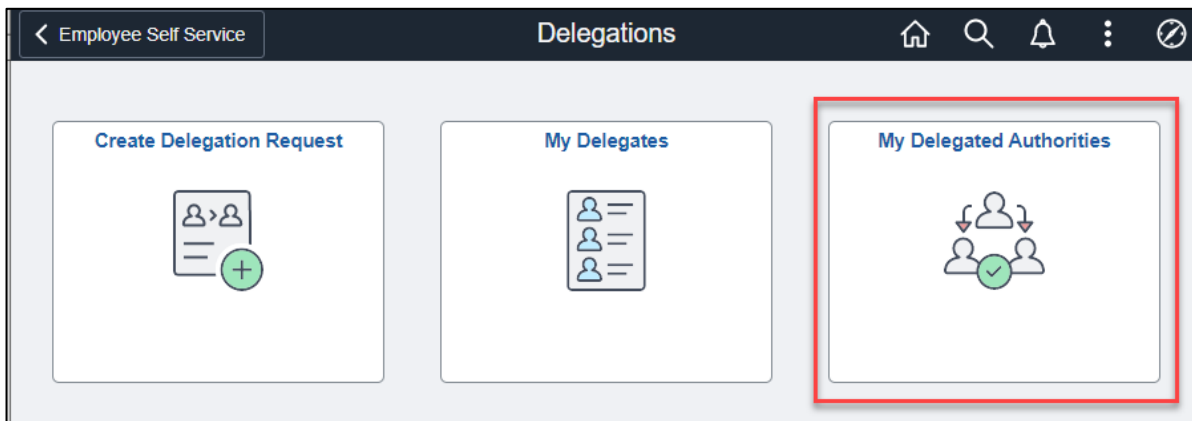 Employee Self Service
Delegations
Create Delegation Request
My Delegates
My Delegated Authorities